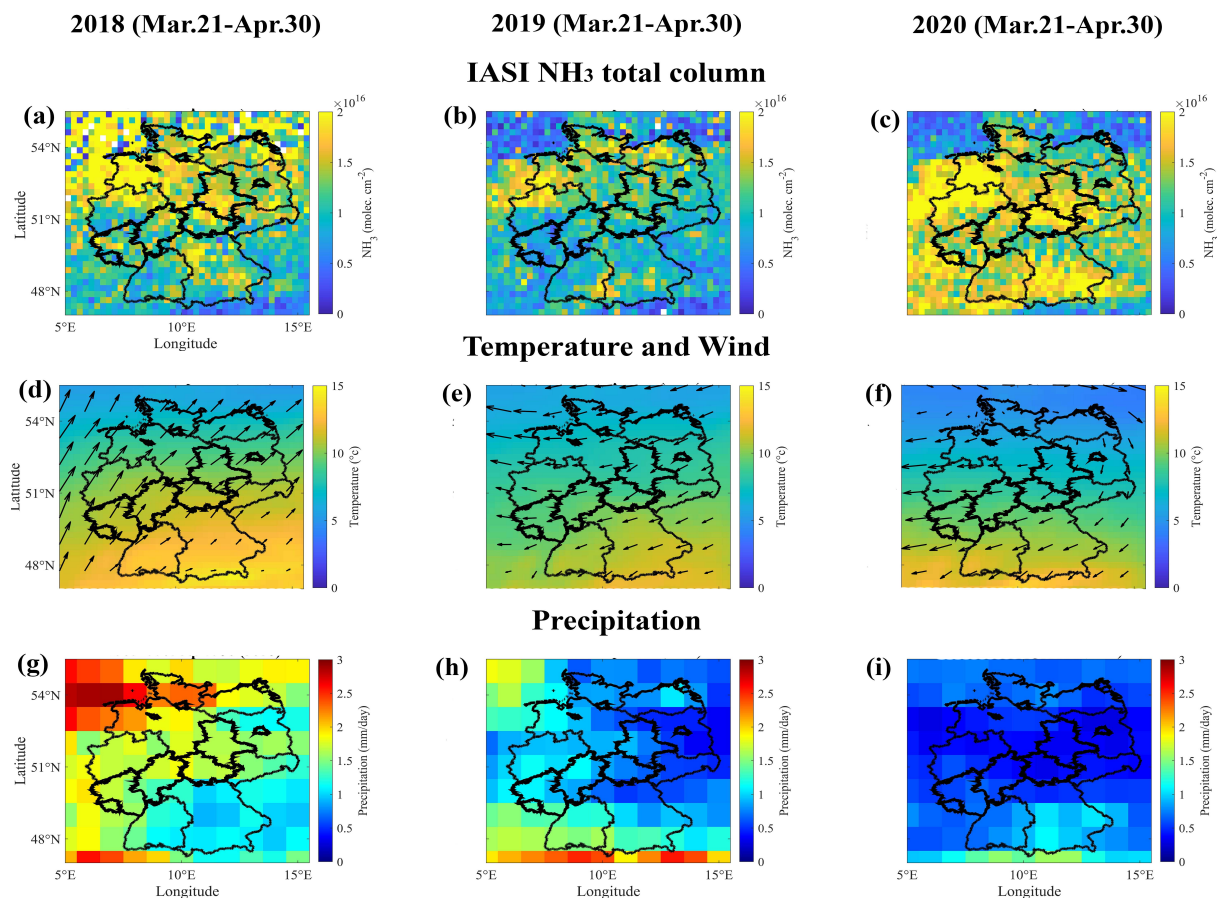 2018 (Mar.21-Apr.30)
2019 (Mar.21-Apr.30)
2020 (Mar.21-Apr.30)
IASI NH₃ total column
(a)
54°N
51°N
48°N
Latitude
5°E
10°E
15°E
Longitude
×10¹⁶
2
1.5
1
0.5
0
NH₃ (molec. cm⁻²)
(b)
×10¹⁶
2
1.5
1
0.5
0
NH₃ (molec. cm⁻²)
(c)
×10¹⁶
2
1.5
1
0.5
0
NH₃ (molec. cm⁻²)
Temperature and Wind
(d)
54°N
51°N
48°N
Latitude
15
10
5
0
Temperature (°c)
(e)
15
10
5
0
Temperature (°c)
(f)
15
10
5
0
Temperature (°c)
Precipitation
(g)
54°N
51°N
48°N
Latitude
5°E
10°E
15°E
Longitude
3
2.5
2
1.5
1
0.5
0
Precipitation (mm/day)
(h)
5°E
10°E
15°E
Longitude
3
2.5
2
1.5
1
0.5
0
Precipitation (mm/day)
(i)
5°E
10°E
15°E
Longitude
3
2.5
2
1.5
1
0.5
0
Precipitation (mm/day)